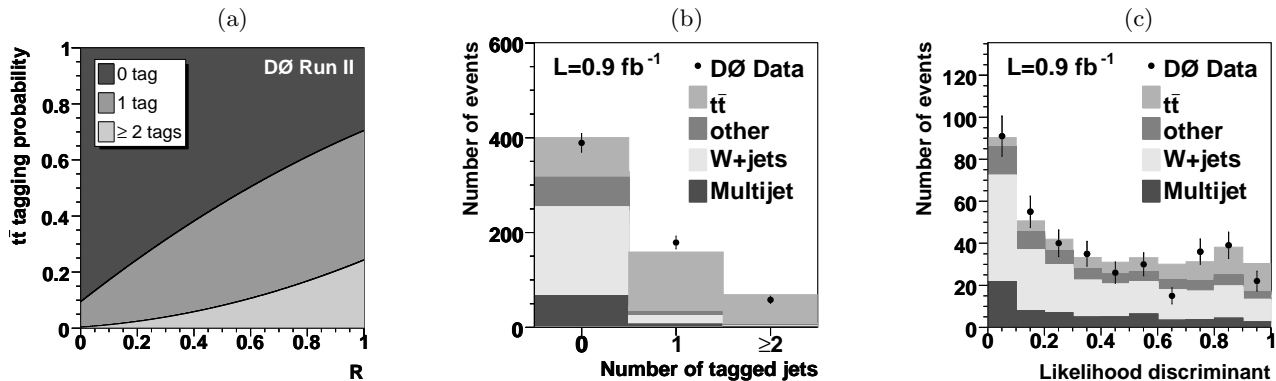 (a)
tt̄ tagging probability
1
0.8
0.6
0.4
0.2
0
0 0.2 0.4 0.6 0.8 1
R
0 tag
1 tag
≥ 2 tags
DØ Run II
(b)
Number of events
600
400
200
0
L=0.9 fb⁻¹
DØ Data
tt̄
other
W+jets
Multijet
0 1 ≥2
Number of tagged jets
(c)
Number of events
120
100
80
60
40
20
0
L=0.9 fb⁻¹
DØ Data
tt̄
other
W+jets
Multijet
0 0.2 0.4 0.6 0.8 1
Likelihood discriminant